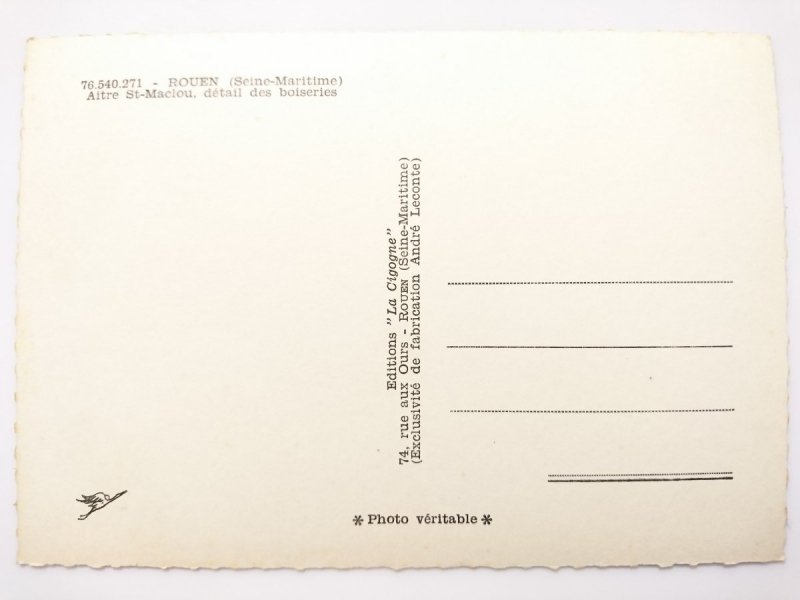 76.540.271 - ROUEN (Seine-Maritime)
Aitre St-Maclou, détail des boiseries
Editions "La Cigogne"
74, rue aux Ours - ROUEN (Seine-Maritime)
(Exclusivité de fabrication André Leconte)
* Photo véritable *